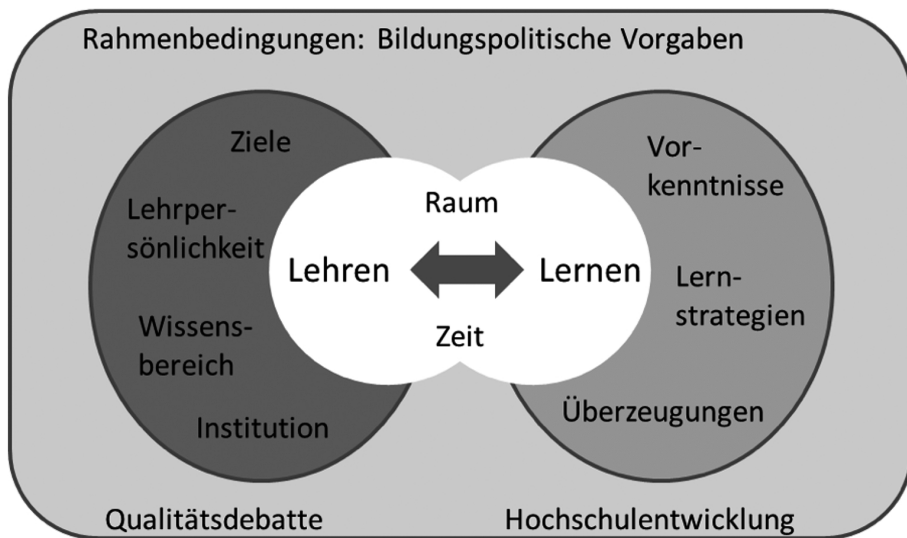 Rahmenbedingungen: Bildungspolitische Vorgaben
Ziele
Lehrper-
sönlichkeit
Wissens-
bereich
Institution
Raum
Lehren
Lernen
Zeit
Vor-
kenntnisse
Lern-
strategien
Überzeugungen
Qualitätsdebatte
Hochschulentwicklung